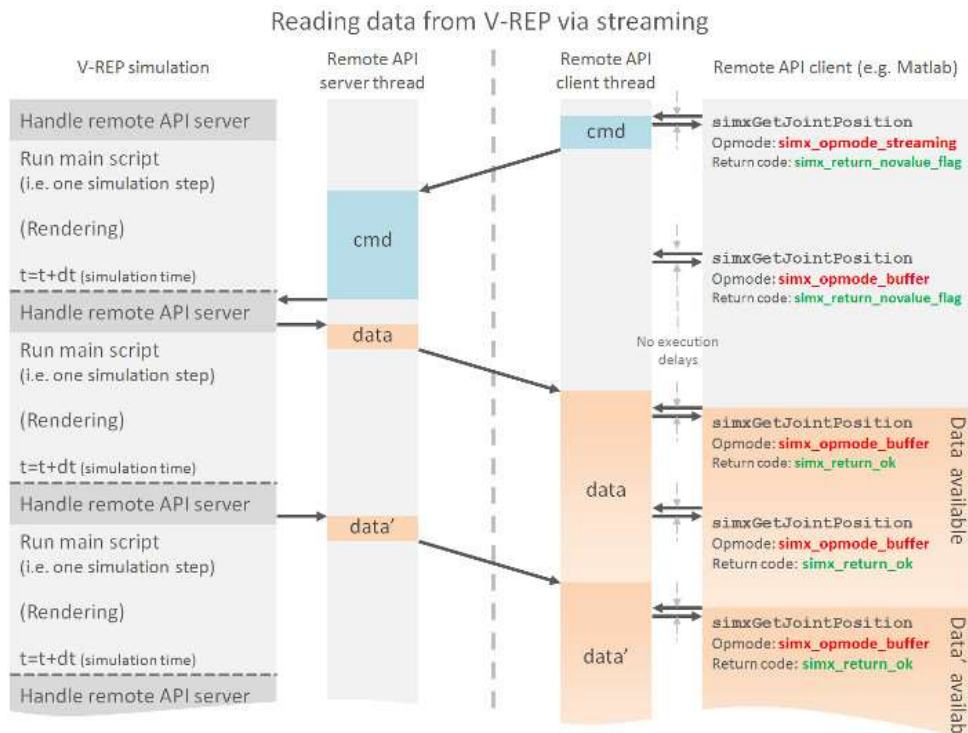 Reading data from V-REP via streaming
V-REP simulation
Remote API
server thread
Remote API
client thread
Remote API client (e.g. Matlab)
Handle remote API server
Run main script
(i.e. one simulation step)
(Rendering)
t=t+dt (simulation time)
Handle remote API server
Run main script
(i.e. one simulation step)
(Rendering)
t=t+dt (simulation time)
Handle remote API server
Run main script
(i.e. one simulation step)
(Rendering)
t=t+dt (simulation time)
Handle remote API server
cmd
data
data'
cmd
data
data'
No execution
delays
simxGetJointPosition
Opmode: simx_opmode_streaming
Return code: simx_return_novalue_flag
simxGetJointPosition
Opmode: simx_opmode_buffer
Return code: simx_return_novalue_flag
simxGetJointPosition
Opmode: simx_opmode_buffer
Return code: simx_return_ok
simxGetJointPosition
Opmode: simx_opmode_buffer
Return code: simx_return_ok
simxGetJointPosition
Opmode: simx_opmode_buffer
Return code: simx_return_ok
Data available
Data' availabl